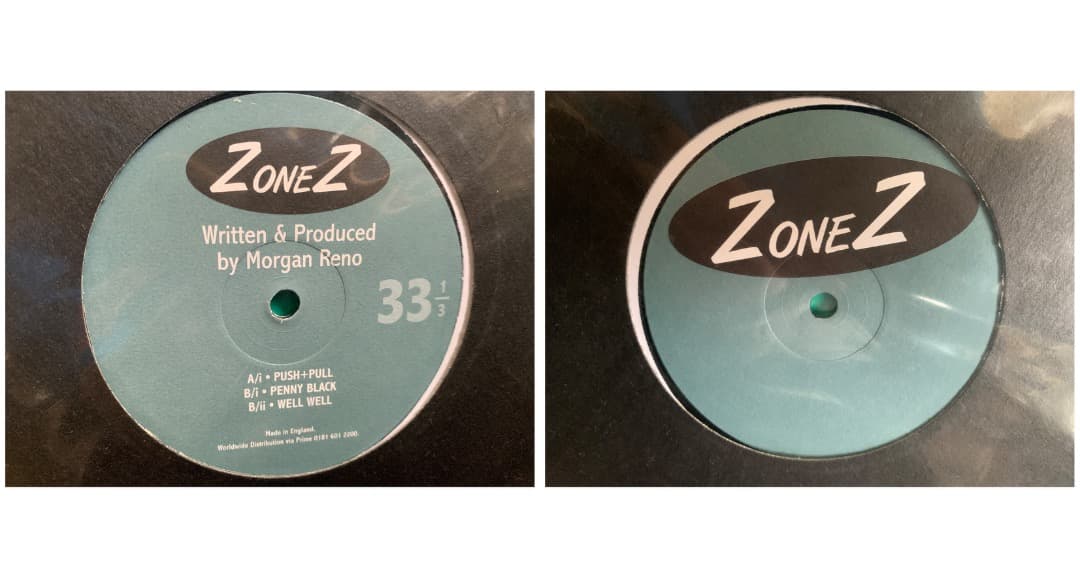 ZONEZ
Written & Produced
by Morgan Reno
33 1/3
A/i • PUSH+PULL
B/i • PENNY BLACK
B/ii • WELL WELL
Made in England.
Worldwide Distribution via Prime 0181 601 2200.
ZONEZ